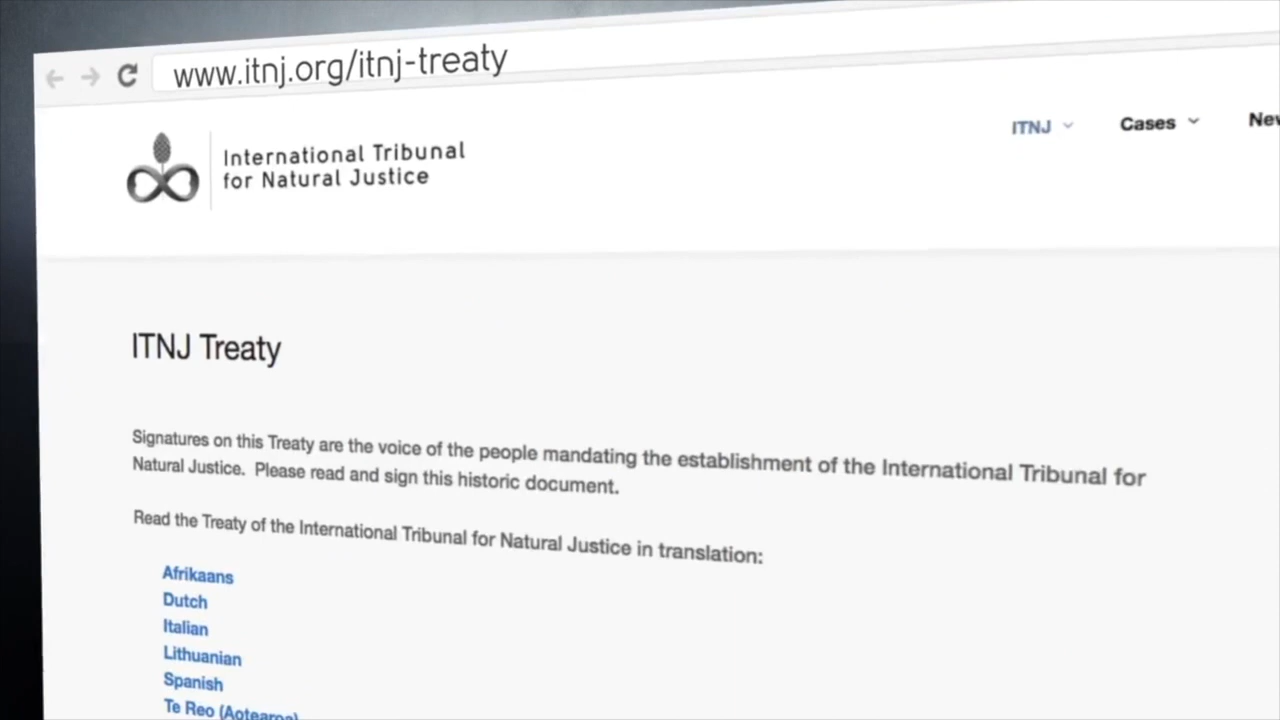 www.itnj.org/itnj-treaty
International Tribunal
for Natural Justice
ITNJ
Cases
ITNJ Treaty
Signatures on this Treaty are the voice of the people mandating the establishment of the International Tribunal for
Natural Justice. Please read and sign this historic document.
Read the Treaty of the International Tribunal for Natural Justice in translation:
Afrikaans
Dutch
Italian
Lithuanian
Spanish
Te Reo (Aotearoa)